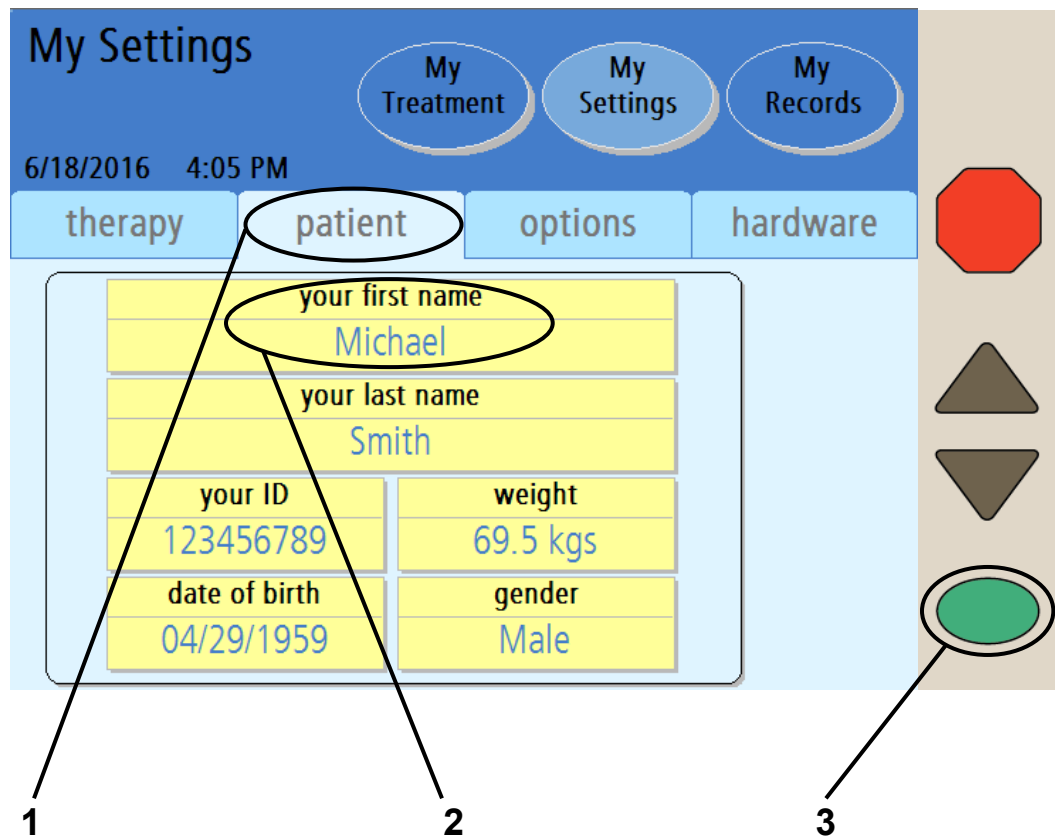 My Settings
My
Treatment
My
Settings
My
Records
6/18/2016 4:05 PM
therapy patient options hardware
your first name
Michael
your last name
Smith
your ID weight
123456789 69.5 kgs
date of birth gender
04/29/1959 Male
1 2 3